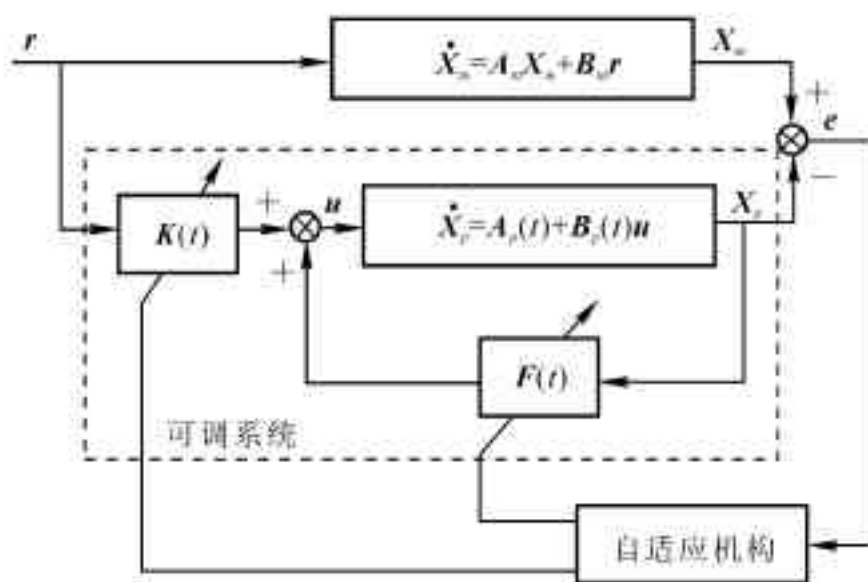 r
Ẋm=AmXm+Bmr
Xm
+
e
−
K(t)
+
u
Ẋp=Ap(t)+Bp(t)u
Xp
+
F(t)
可调系统
自适应机构